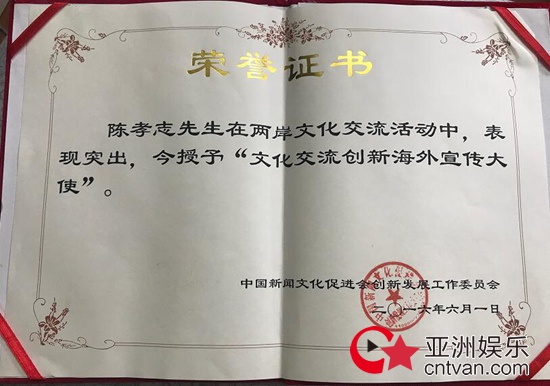 荣誉证书
陈孝志先生在两岸文化交流活动中，表
现突出，今授予“文化交流创新海外宣传大
使”。
中国新闻文化促进会创新发展工作委员会
二〇一六年六月一日
亚洲娱乐
cntvan.com